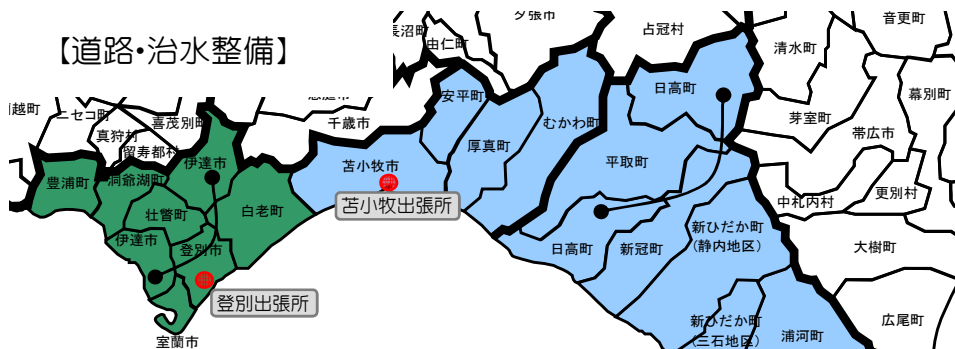 【道路・治水整備】
夕張市
占冠村
音更町
長沼町
由仁町
清水町
日高町
安平町
幕別町
ニセコ町
喜茂別町
千歳市
むかわ町
芽室町
真狩村
帯広市
留寿都村
厚真町
伊達市
苫小牧市
平取町
豊浦町
洞爺湖町
更別村
中札内村
苫小牧出張所
壮瞥町
白老町
新ひだか町
(静内地区)
伊達市
登別市
日高町
新冠町
大樹町
登別出張所
新ひだか町
(三石地区)
広尾町
室蘭市
浦河町